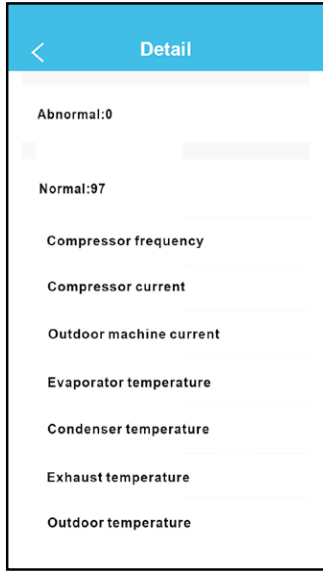 Detail
Abnormal:0
Normal:97
Compressor frequency
Compressor current
Outdoor machine current
Evaporator temperature
Condenser temperature
Exhaust temperature
Outdoor temperature